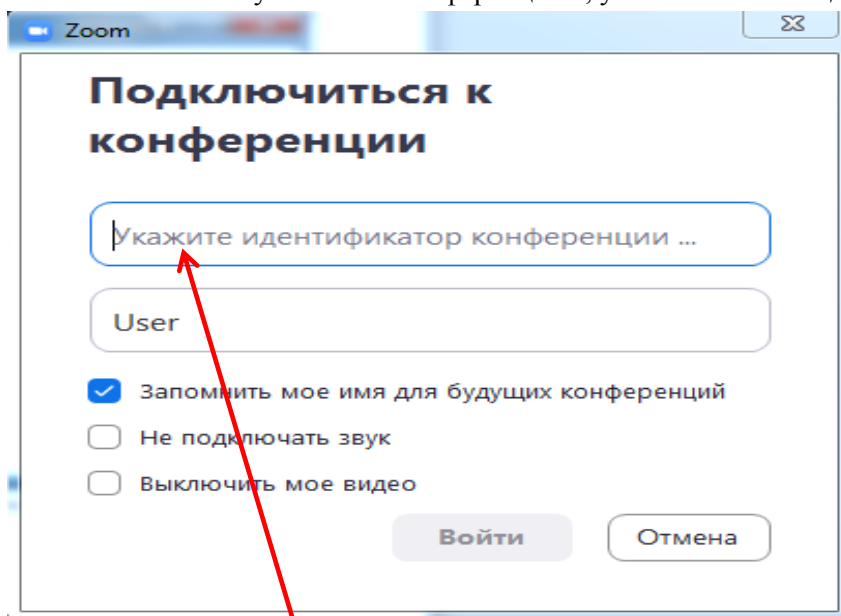 Zoom
Подключиться к
конференции
Укажите идентификатор конференции ...
User
Запомнить мое имя для будущих конференций
Не подключать звук
Выключить мое видео
Войти
Отмена